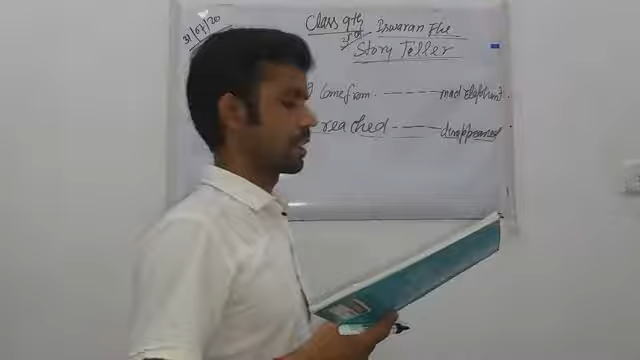 31/07/20
Class 9th Iswaran the
Story Teller
I come from ----- mad elephant.
reached ----- disappeared.